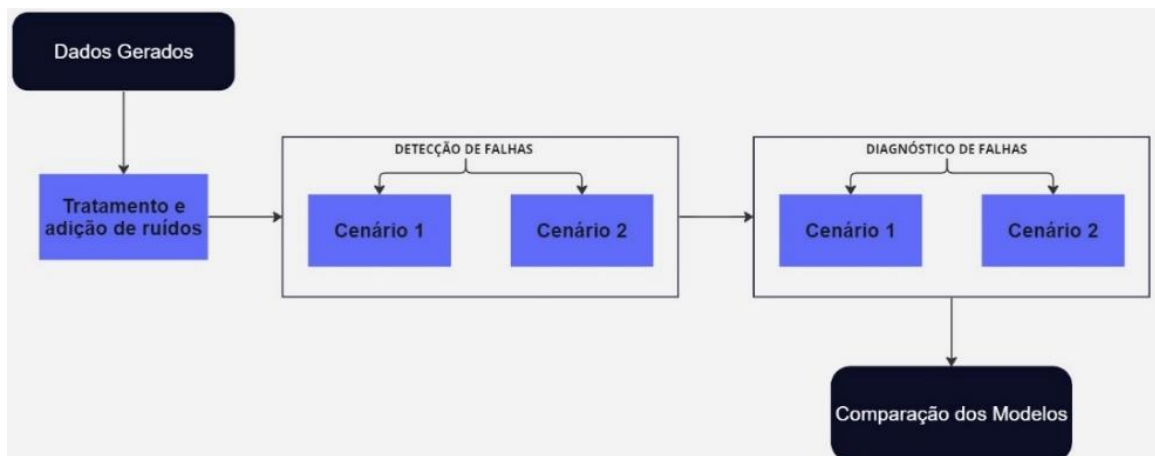 Dados Gerados
Tratamento e
adição de ruídos
DETECÇÃO DE FALHAS
Cenário 1
Cenário 2
DIAGNÓSTICO DE FALHAS
Cenário 1
Cenário 2
Comparação dos Modelos